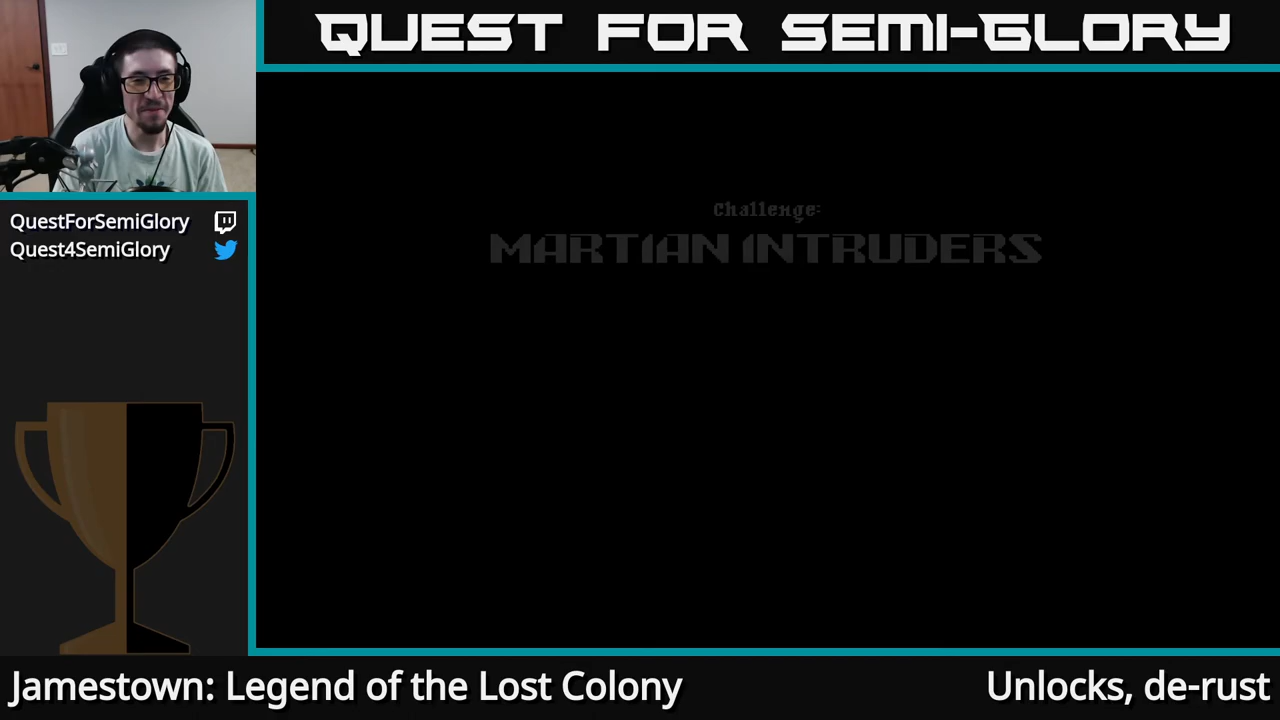 QUEST FOR SEMI-GLORY
QuestForSemiGlory
Quest4SemiGlory
Challenge:
MARTIAN INTRUDERS
Jamestown: Legend of the Lost Colony
Unlocks, de-rust